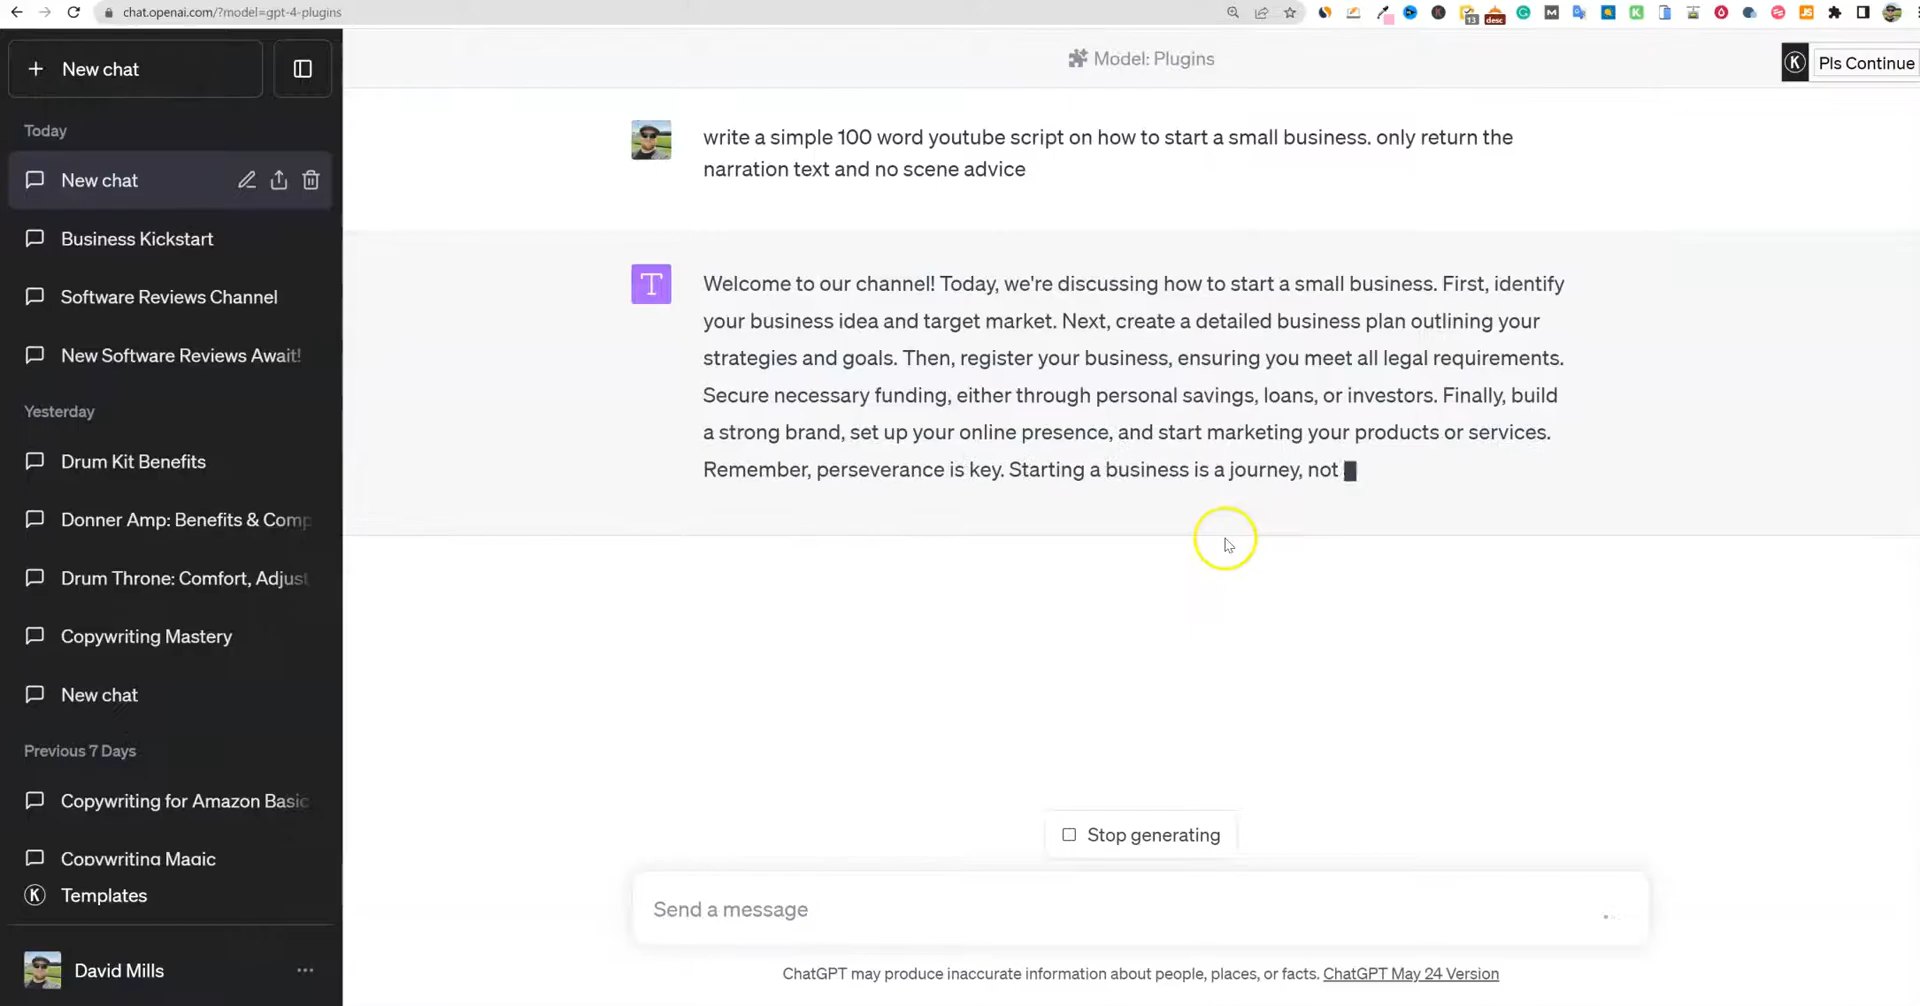 chat.openai.com/?model=gpt-4-plugins
13
desc
New chat
Today
New chat
Business Kickstart
Software Reviews Channel
New Software Reviews Await!
Yesterday
Drum Kit Benefits
Donner Amp: Benefits & Comp
Drum Throne: Comfort, Adjust
Copywriting Mastery
New chat
Previous 7 Days
Copywriting for Amazon Basic
Copywriting Magic
K Templates
David Mills
Model: Plugins
K Pls Continue
write a simple 100 word youtube script on how to start a small business. only return the
narration text and no scene advice
T
Welcome to our channel! Today, we're discussing how to start a small business. First, identify
your business idea and target market. Next, create a detailed business plan outlining your
strategies and goals. Then, register your business, ensuring you meet all legal requirements.
Secure necessary funding, either through personal savings, loans, or investors. Finally, build
a strong brand, set up your online presence, and start marketing your products or services.
Remember, perseverance is key. Starting a business is a journey, not
Stop generating
Send a message
ChatGPT may produce inaccurate information about people, places, or facts. ChatGPT May 24 Version